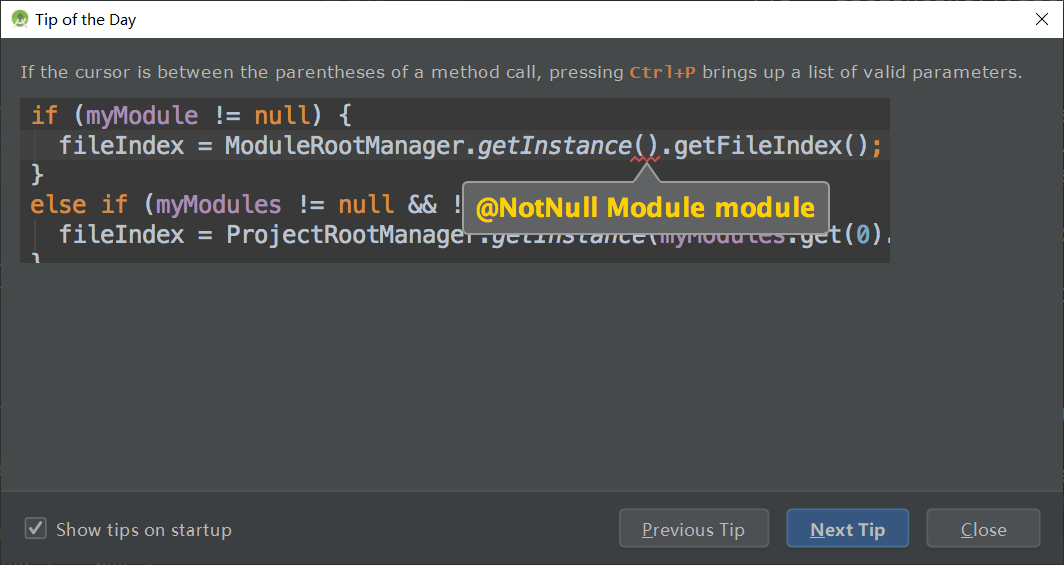 Tip of the Day
If the cursor is between the parentheses of a method call, pressing Ctrl+P brings up a list of valid parameters.
if (myModule != null) {
fileIndex = ModuleRootManager.getInstance().getFileIndex();
}
else if (myModules != null && !
@NotNull Module module
fileIndex = ProjectRootManager.getInstance(myModules.get(0).
}
Show tips on startup
Previous Tip
Next Tip
Close